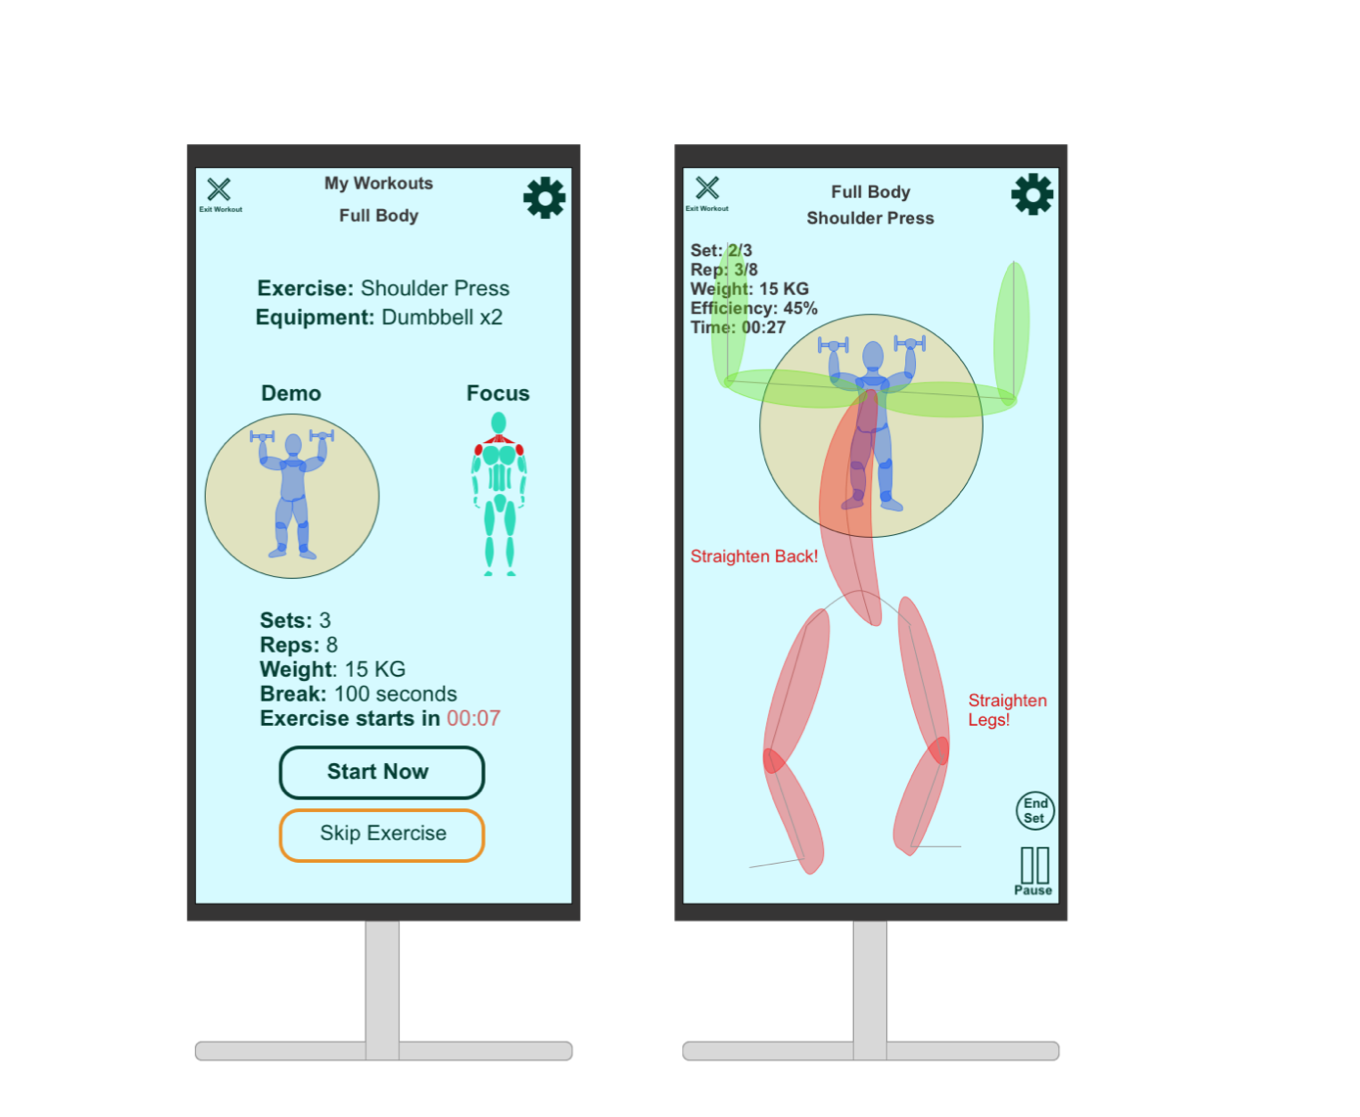 My Workouts
Full Body
Exit Workout
Exercise: Shoulder Press
Equipment: Dumbbell x2
Demo
Focus
Sets: 3
Reps: 8
Weight: 15 KG
Break: 100 seconds
Exercise starts in 00:07
Start Now
Skip Exercise
Full Body
Exit Workout
Shoulder Press
Set: 2/3
Rep: 3/8
Weight: 15 KG
Efficiency: 45%
Time: 00:27
Straighten Back!
Straighten
Legs!
End
Set
Pause